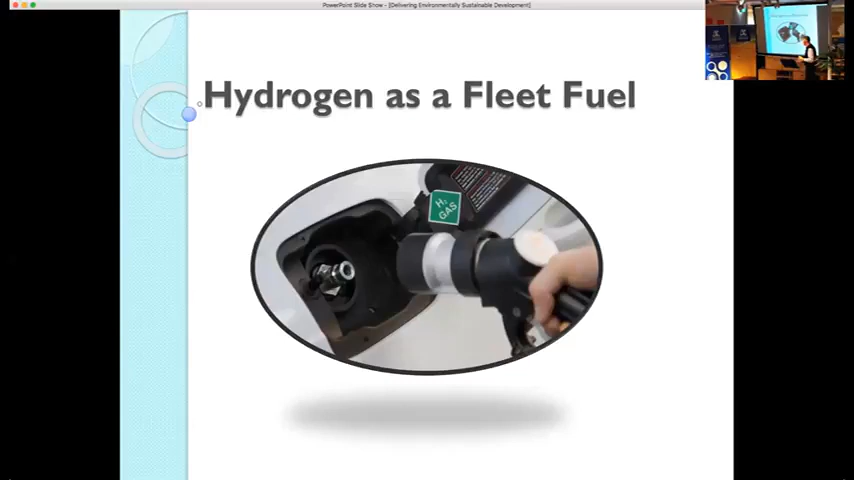 PowerPoint Slide Show - [Delivering Environmentally Sustainable Development]
Hydrogen as a Fleet Fuel
H₂
GAS